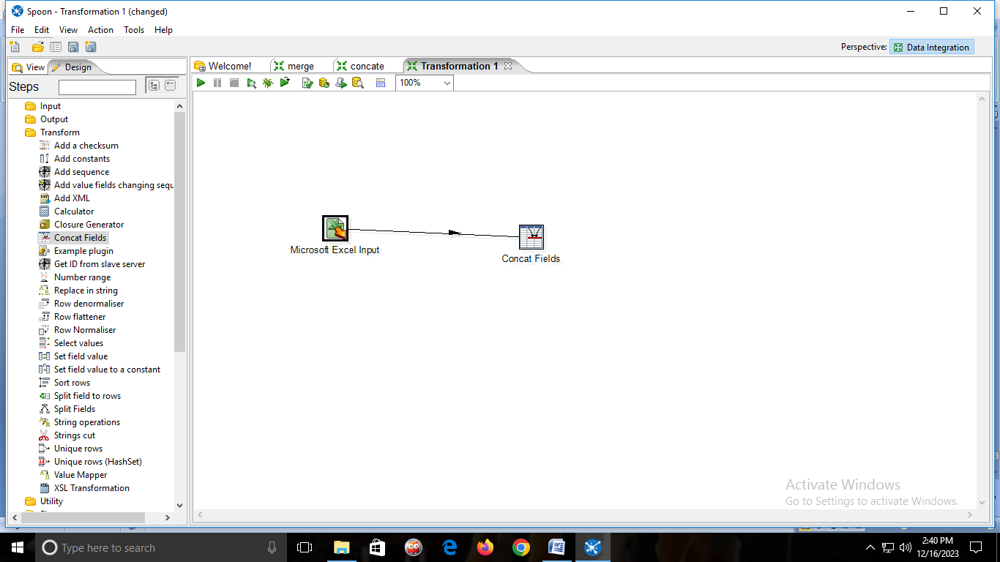 Spoon - Transformation 1 (changed)
File Edit View Action Tools Help
Perspective: Data Integration
View Design
Welcome! merge concate Transformation 1
Steps
100%
Input
Output
Transform
Add a checksum
Add constants
Add sequence
Add value fields changing sequ
Add XML
Calculator
Closure Generator
Concat Fields
Example plugin
Get ID from slave server
Number range
Replace in string
Row denormaliser
Row flattener
Row Normaliser
Select values
Set field value
Set field value to a constant
Sort rows
Split field to rows
Split Fields
String operations
Strings cut
Unique rows
Unique rows (HashSet)
Value Mapper
XSL Transformation
Utility
Microsoft Excel Input
Concat Fields
Activate Windows
Go to Settings to activate Windows.
Type here to search
2:40 PM
12/16/2023